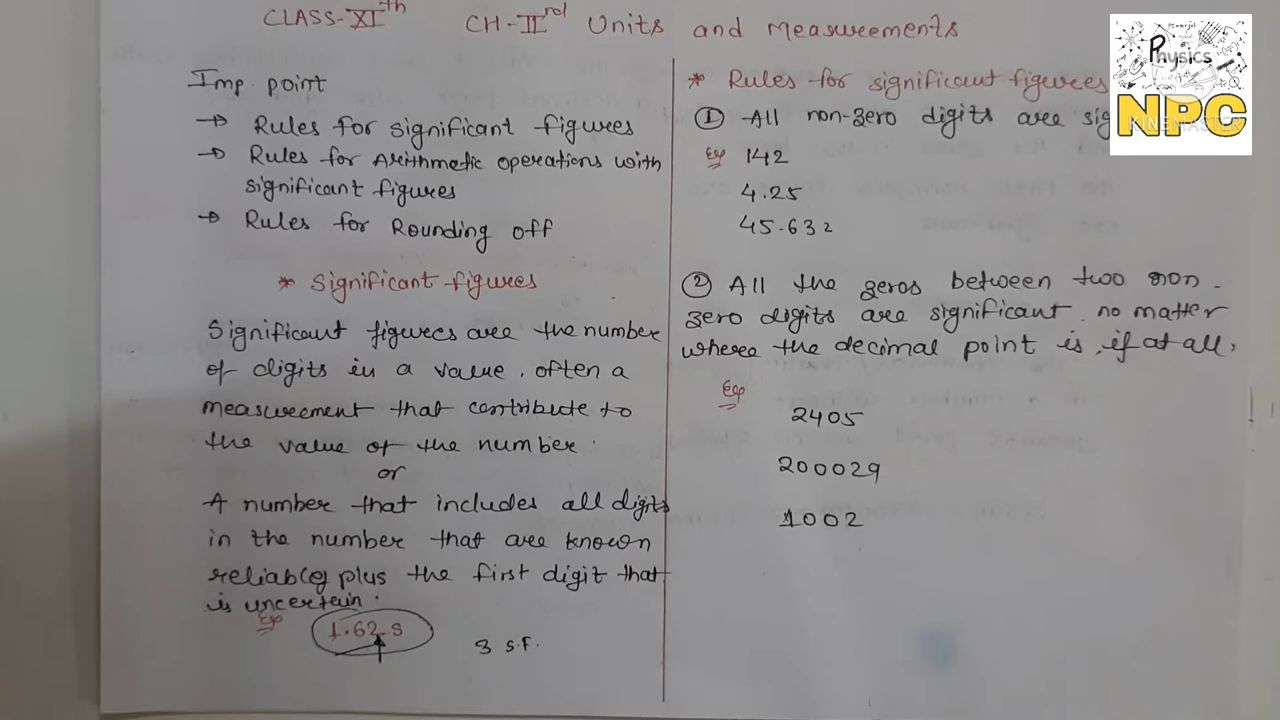 CLASS-XIth CH-IIrd Units and Measurements
Imp. point
→ Rules for significant figures
→ Rules for Arithmetic operations with
significant figures
→ Rules for Rounding off
* Significant figures
Significant figures are the number
of digits in a value, often a
measurement that contribute to
the value of the number.
or
A number that includes all digits
in the number that are known
reliably plus the first digit that
is uncertain.
Eg
1.62 s
3 S.F.
* Rules for significant figures
① All non-zero digits are sig
Eg 142
4.25
45.632
② All the zeros between two non-
zero digits are significant no matter
where the decimal point is, if at all,
Eg
2405
200029
1002
Physics
NPC